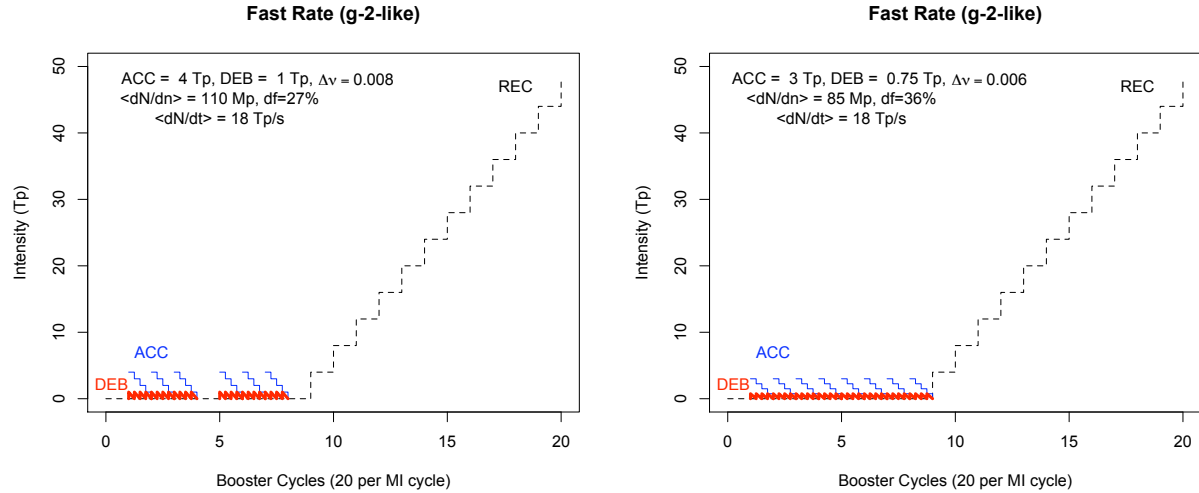 Fast Rate (g-2-like)
ACC = 4 Tp, DEB = 1 Tp, Δν = 0.008
<dN/dn> = 110 Mp, df=27%
<dN/dt> = 18 Tp/s
REC
ACC
DEB
Intensity (Tp)
50
40
30
20
10
0
0 5 10 15 20
Booster Cycles (20 per MI cycle)
Fast Rate (g-2-like)
ACC = 3 Tp, DEB = 0.75 Tp, Δν = 0.006
<dN/dn> = 85 Mp, df=36%
<dN/dt> = 18 Tp/s
REC
ACC
DEB
Intensity (Tp)
50
40
30
20
10
0
0 5 10 15 20
Booster Cycles (20 per MI cycle)